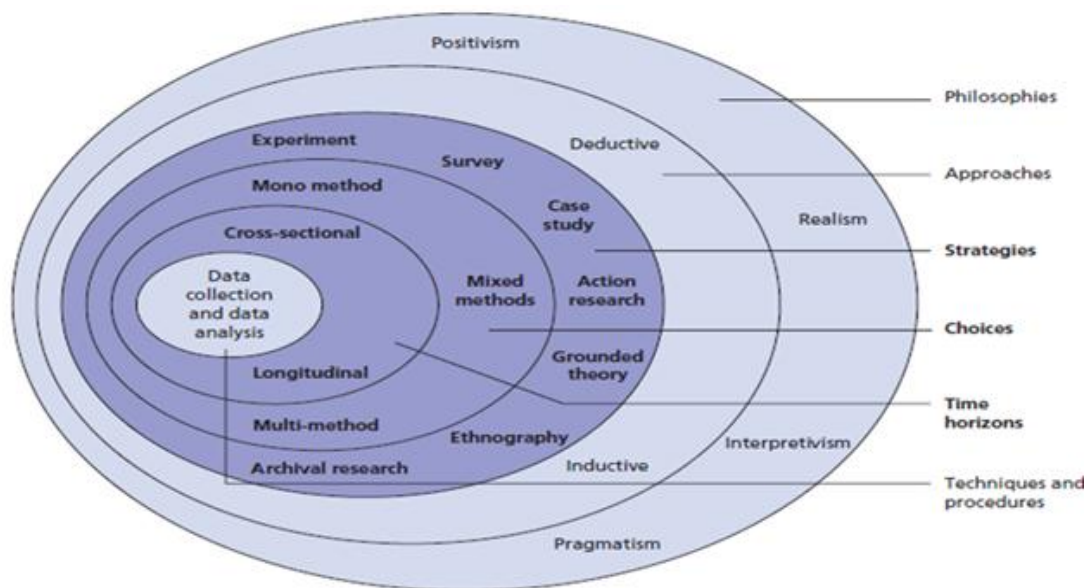 Positivism
Philosophies
Experiment
Deductive
Survey
Approaches
Mono method
Case
study
Realism
Cross-sectional
Strategies
Data
collection
and data
analysis
Mixed
methods
Action
research
Choices
Longitudinal
Grounded
theory
Time
horizons
Multi-method
Ethnography
Interpretivism
Archival research
Inductive
Techniques and
procedures
Pragmatism